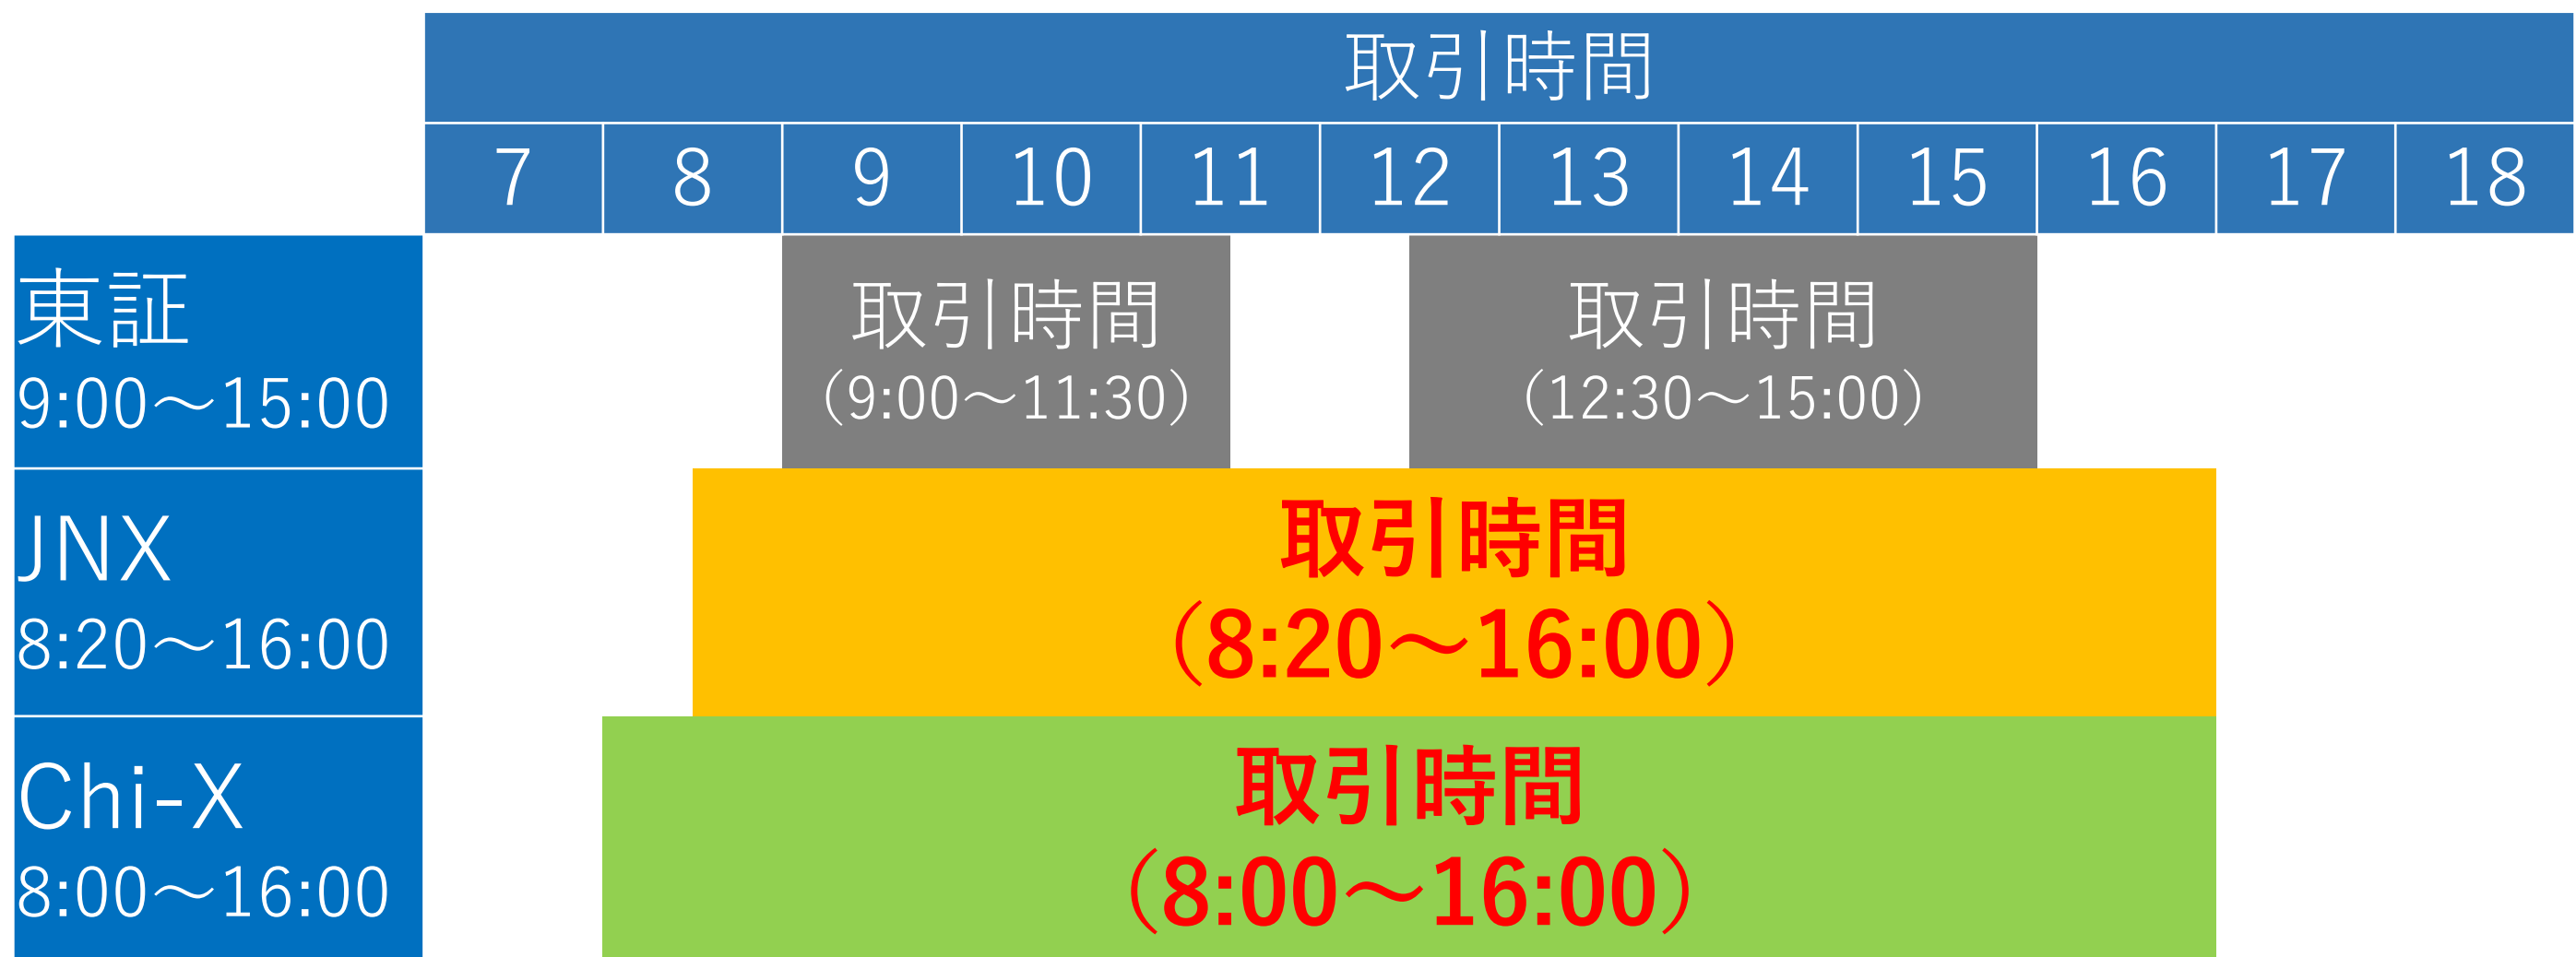 取引時間
7 8 9 10 11 12 13 14 15 16 17 18
東証
9:00～15:00
取引時間
（9:00～11:30）
取引時間
（12:30～15:00）
JNX
8:20～16:00
取引時間
（8:20～16:00）
Chi-X
8:00～16:00
取引時間
（8:00～16:00）